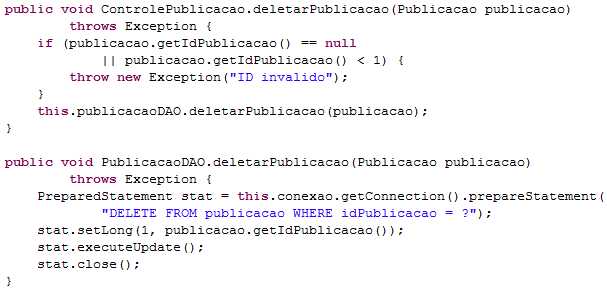 public void ControlePublicacao.deletarPublicacao(Publicacao publicacao)
        throws Exception {
    if (publicacao.getIdPublicacao() == null
            || publicacao.getIdPublicacao() < 1) {
        throw new Exception("ID invalido");
    }
    this.publicacaoDAO.deletarPublicacao(publicacao);
}

public void PublicacaoDAO.deletarPublicacao(Publicacao publicacao)
        throws Exception {
    PreparedStatement stat = this.conexao.getConnection().prepareStatement(
            "DELETE FROM publicacao WHERE idPublicacao = ?");
    stat.setLong(1, publicacao.getIdPublicacao());
    stat.executeUpdate();
    stat.close();
}